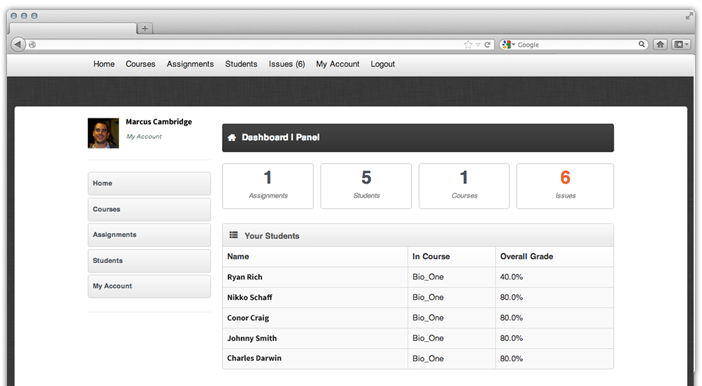 Google
Home Courses Assignments Students Issues (6) My Account Logout
Marcus Cambridge
My Account
Home
Courses
Assignments
Students
My Account
Dashboard | Panel
1 5 1 6
Assignments Students Courses Issues
Your Students
Name In Course Overall Grade
Ryan Rich Bio_One 40.0%
Nikko Schaff Bio_One 80.0%
Conor Craig Bio_One 80.0%
Johnny Smith Bio_One 80.0%
Charles Darwin Bio_One 80.0%